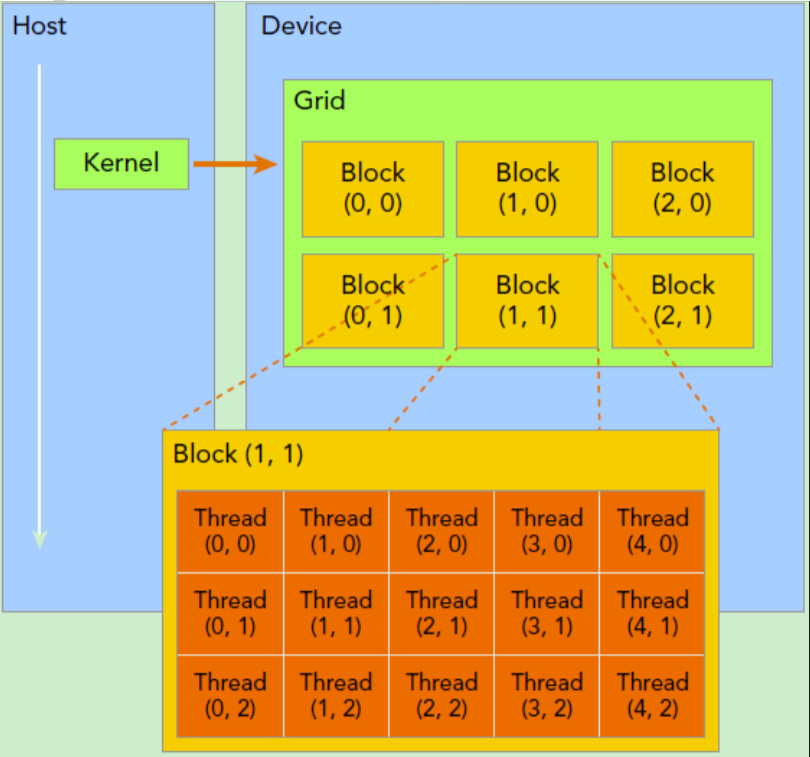 Host
Device
Grid
Kernel
Block
(0, 0)
Block
(1, 0)
Block
(2, 0)
Block
(0, 1)
Block
(1, 1)
Block
(2, 1)
Block (1, 1)
Thread
(0, 0)
Thread
(1, 0)
Thread
(2, 0)
Thread
(3, 0)
Thread
(4, 0)
Thread
(0, 1)
Thread
(1, 1)
Thread
(2, 1)
Thread
(3, 1)
Thread
(4, 1)
Thread
(0, 2)
Thread
(1, 2)
Thread
(2, 2)
Thread
(3, 2)
Thread
(4, 2)